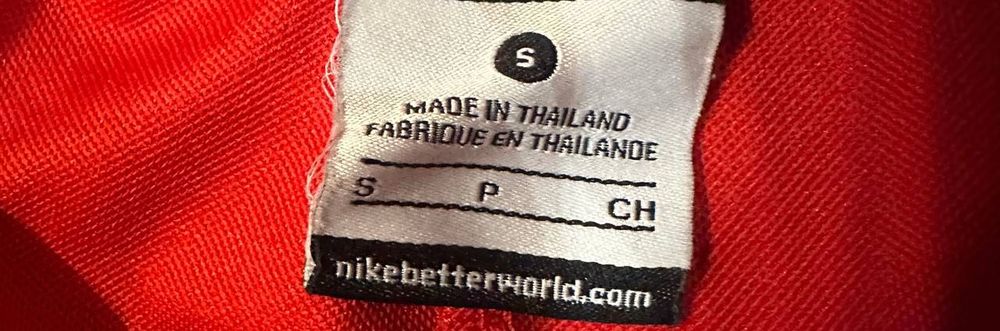 S
MADE IN THAILAND
FABRIQUE EN THAILANDE
S P CH
nikebetterworld.com